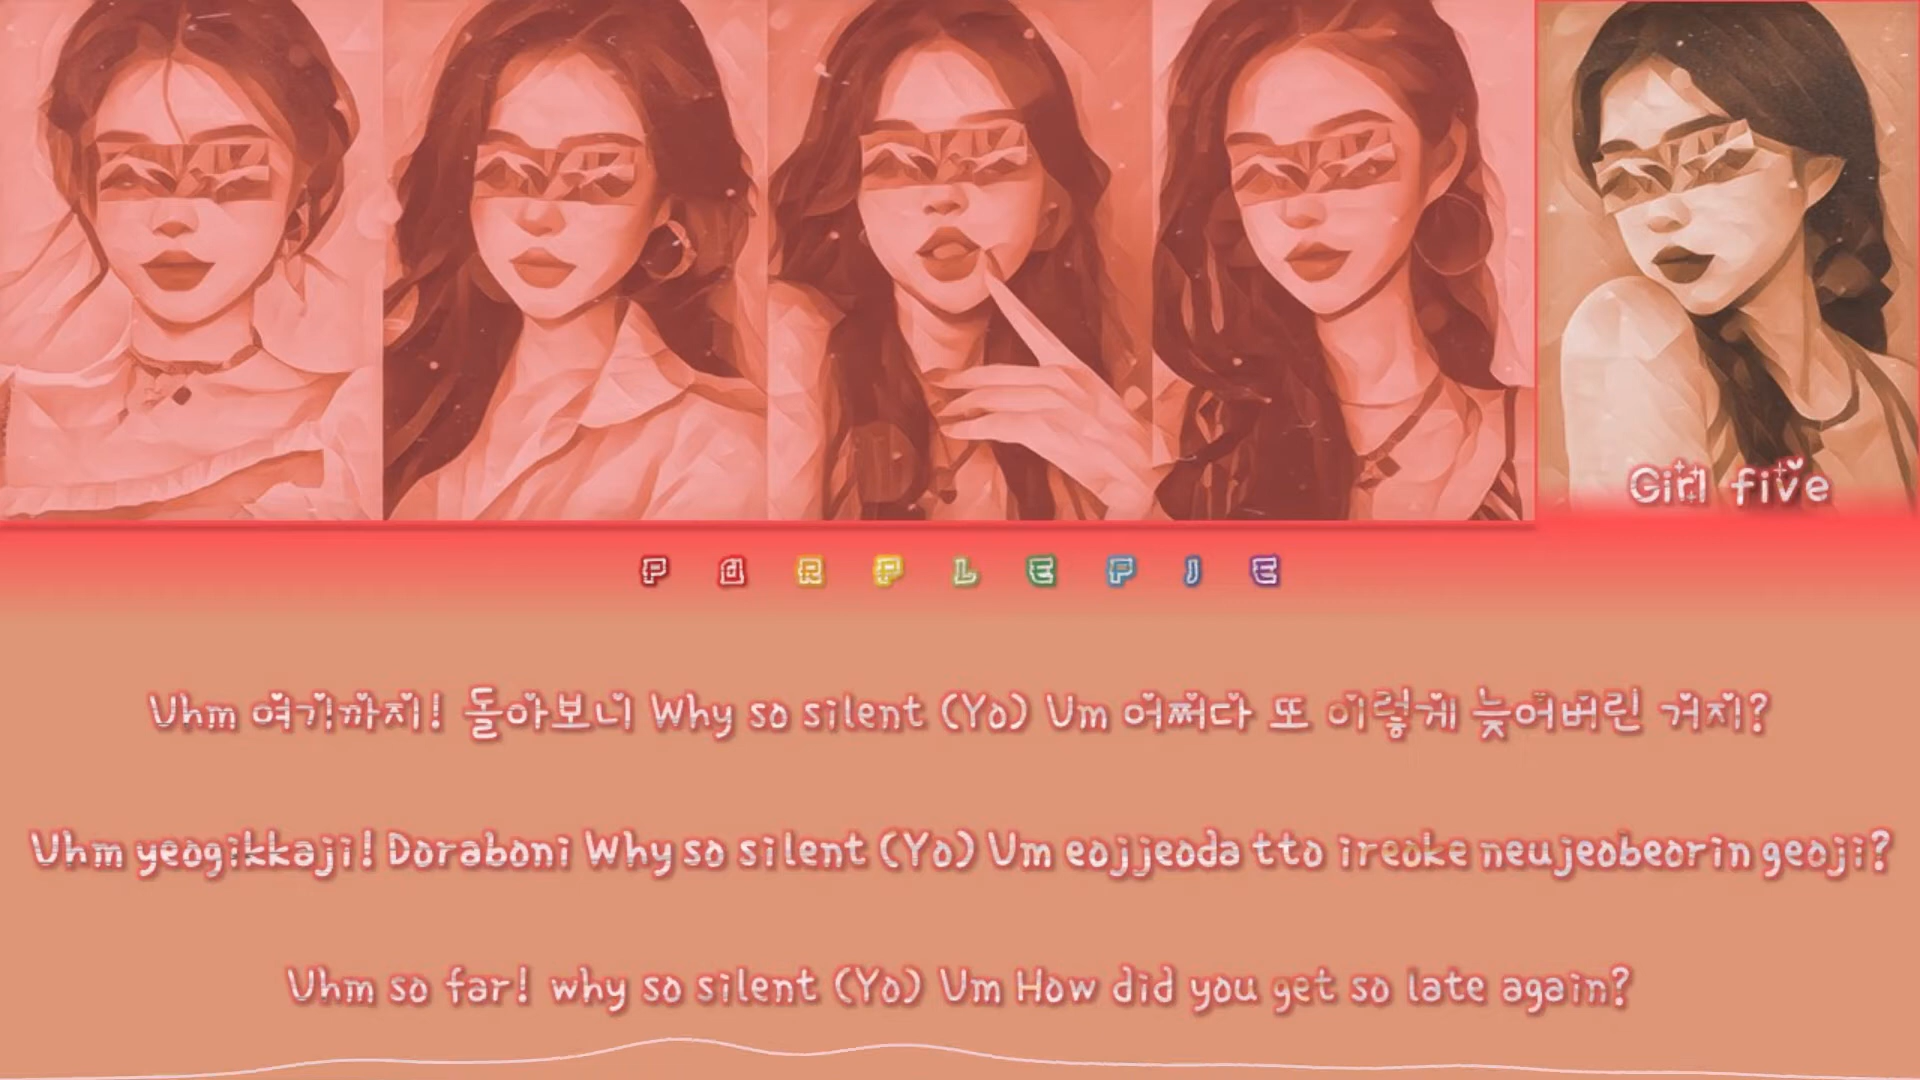 Girl five
PARPLEPIE
Uhm 여기까지! 돌아보니 Why so silent (Yo) Um 어쩌다 또 이렇게 늦어버린 거지?
Uhm yeogikkaji! Doraboni Why so silent (Yo) Um eojjeoda tto ireoke neujeobeorin geoji?
Uhm so far! why so silent (Yo) Um How did you get so late again?